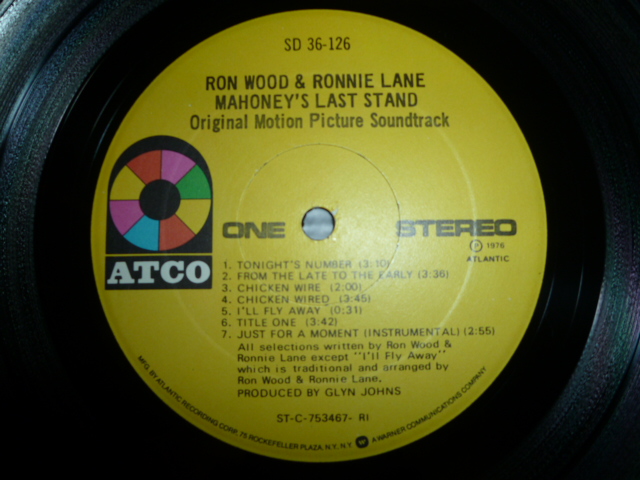 SD 36-126
RON WOOD & RONNIE LANE
MAHONEY'S LAST STAND
Original Motion Picture Soundtrack
ATCO
ONE
STEREO
Ⓟ 1976
ATLANTIC
1. TONIGHT'S NUMBER (3:10)
2. FROM THE LATE TO THE EARLY (3:36)
3. CHICKEN WIRE (2:00)
4. CHICKEN WIRED (3:45)
5. I'LL FLY AWAY (0:31)
6. TITLE ONE (3:42)
7. JUST FOR A MOMENT (INSTRUMENTAL) (2:55)
All selections written by Ron Wood &
Ronnie Lane except "I'll Fly Away"
which is traditional and arranged by
Ron Wood & Ronnie Lane.
PRODUCED BY GLYN JOHNS
ST-C-753467- RI
MFG. BY ATLANTIC RECORDING CORP. 75 ROCKEFELLER PLAZA, N.Y., N.Y. W A WARNER COMMUNICATIONS COMPANY